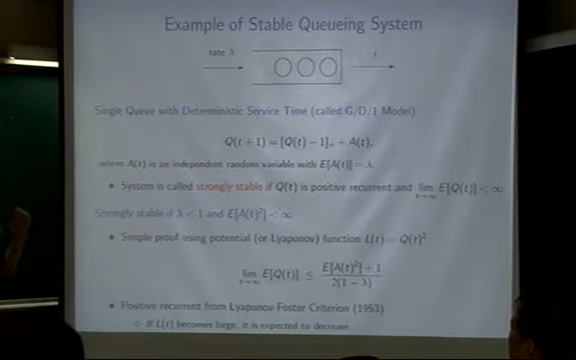 Example of Stable Queueing System
rate λ
1
Single Queue with Deterministic Service Time (called G/D/1 Model)
Q(t + 1) = [Q(t) − 1]₊ + A(t),
where A(t) is an independent random variable with E[A(t)] = λ.
• System is called strongly stable if Q(t) is positive recurrent and lim t→∞ E[Q(t)] < ∞
Strongly stable if λ < 1 and E[A(t)²] < ∞
• Simple proof using potential (or Lyapunov) function L(t) = Q(t)²
lim t→∞ E[Q(t)] ≤ E[A(t)²]+1 / 2(1 − λ)
• Positive recurrent from Lyapunov-Foster Criterion (1953)
○ If L(t) becomes large, it is expected to decrease